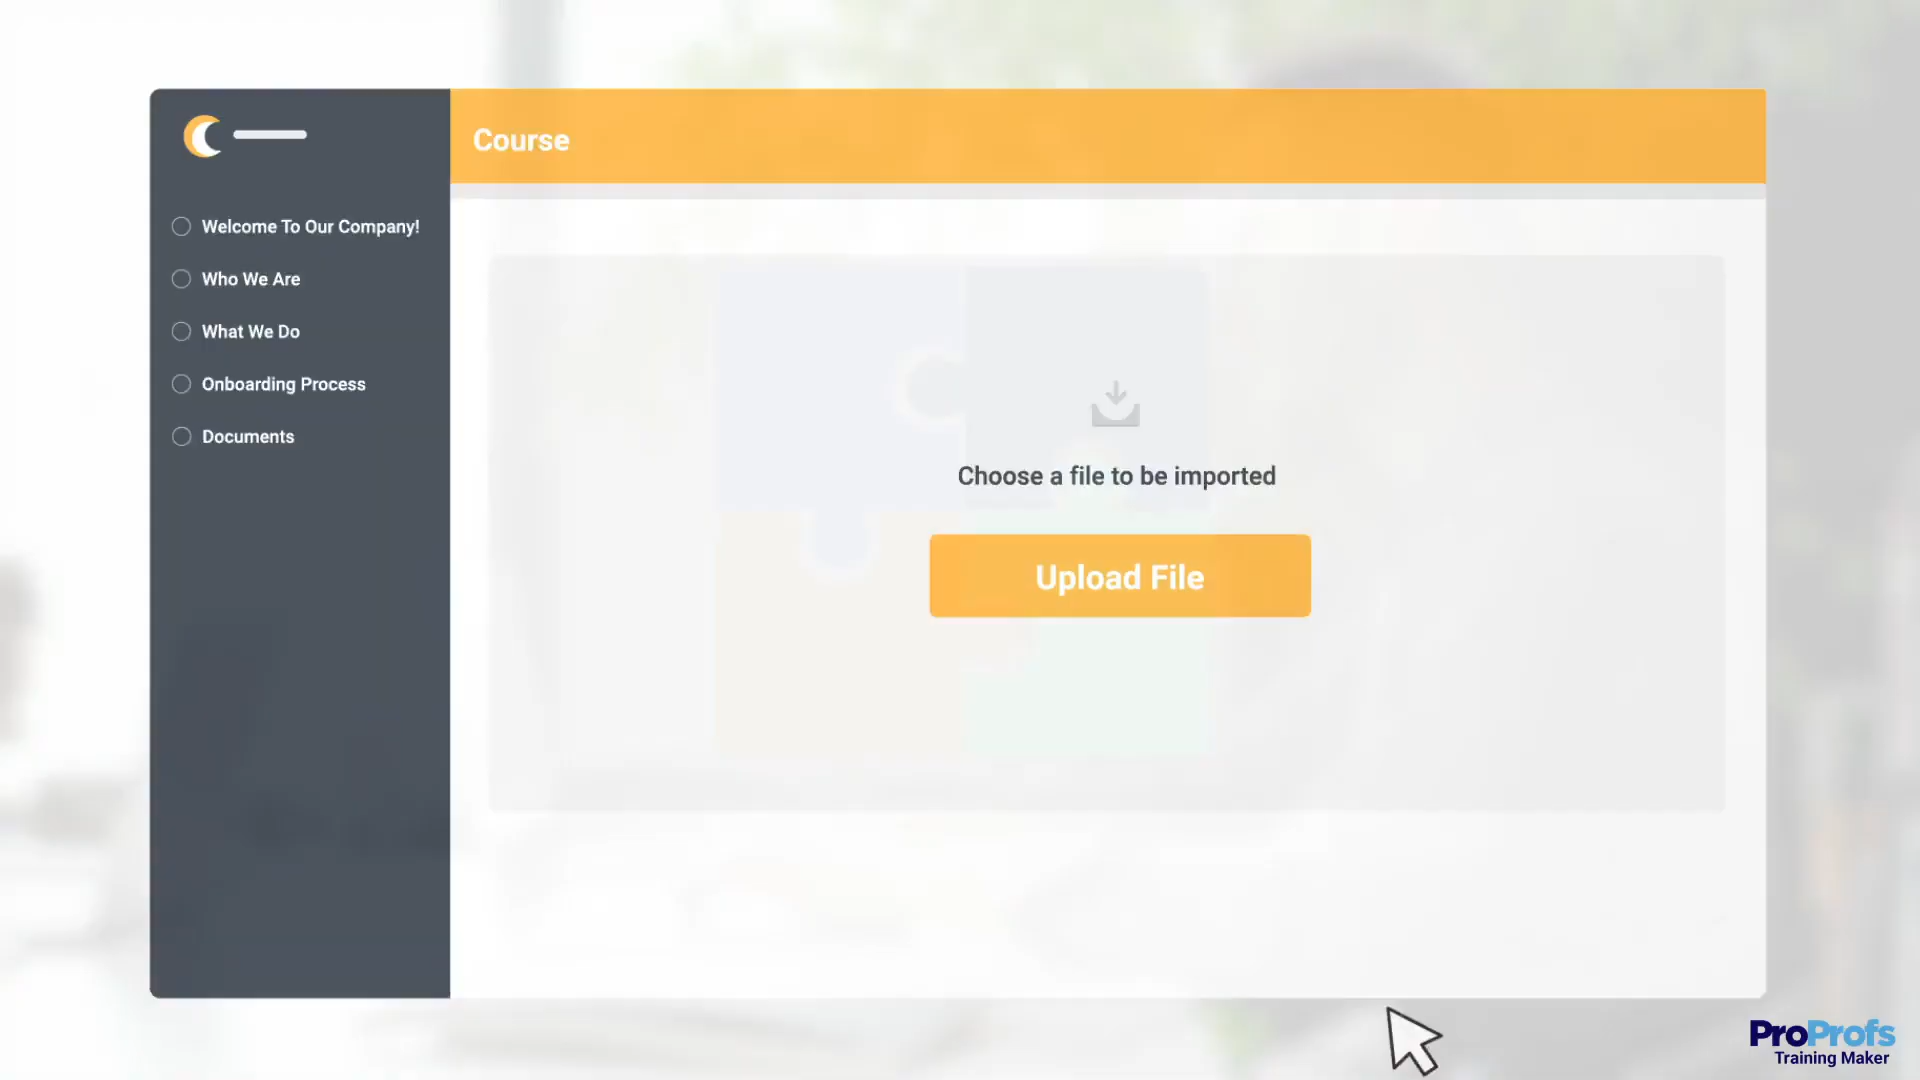 Course
Welcome To Our Company!
Who We Are
What We Do
Onboarding Process
Documents
Choose a file to be imported
Upload File
ProProfs
Training Maker